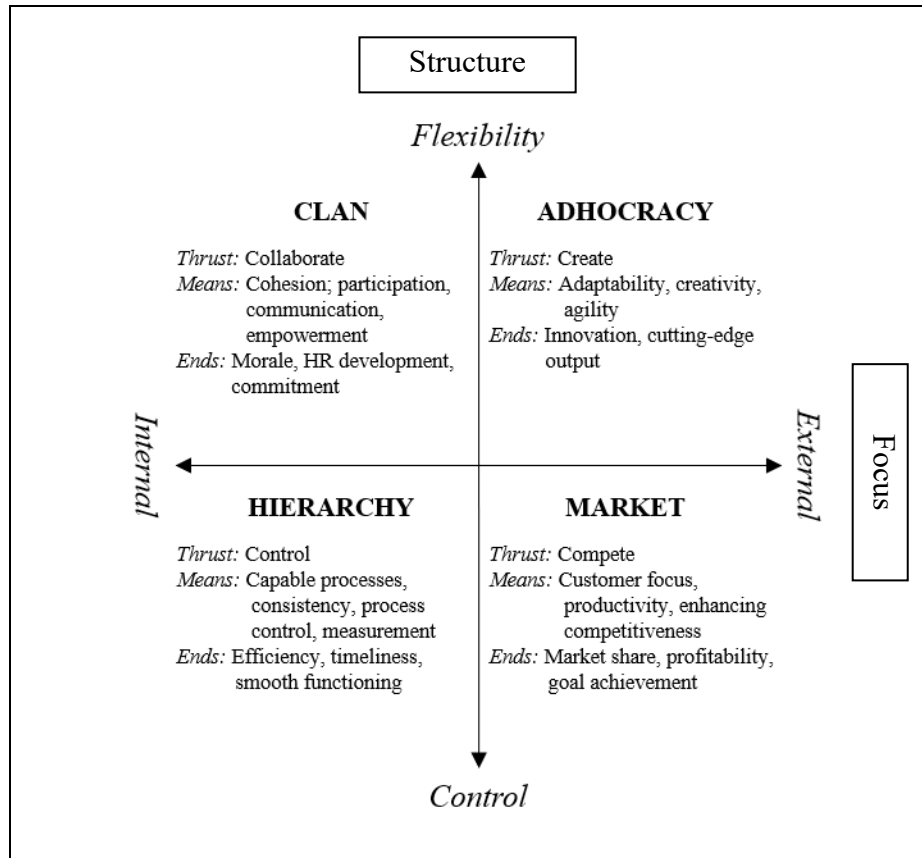 Structure
Flexibility
CLAN
Thrust: Collaborate
Means: Cohesion; participation,
communication,
empowerment
Ends: Morale, HR development,
commitment
ADHOCRACY
Thrust: Create
Means: Adaptability, creativity,
agility
Ends: Innovation, cutting-edge
output
Internal
External
Focus
HIERARCHY
Thrust: Control
Means: Capable processes,
consistency, process
control, measurement
Ends: Efficiency, timeliness,
smooth functioning
MARKET
Thrust: Compete
Means: Customer focus,
productivity, enhancing
competitiveness
Ends: Market share, profitability,
goal achievement
Control